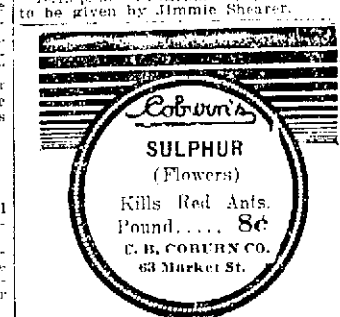 to be given by Jimmie Shearer.
Coburn's
SULPHUR
(Flowers)
Kills Red Ants.
Pound..... 8¢
C. B. COBURN CO.
63 Market St.